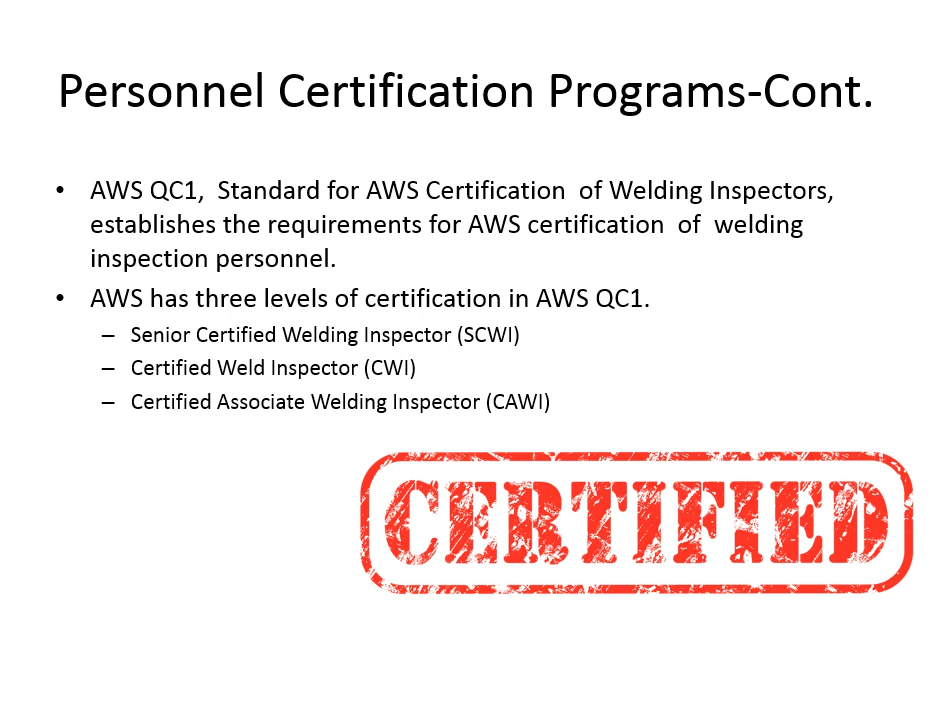 Personnel Certification Programs-Cont.
• AWS QC1,  Standard for AWS Certification  of Welding Inspectors,
establishes the requirements for AWS certification  of  welding
inspection personnel.
• AWS has three levels of certification in AWS QC1.
– Senior Certified Welding Inspector (SCWI)
– Certified Weld Inspector (CWI)
– Certified Associate Welding Inspector (CAWI)
CERTIFIED